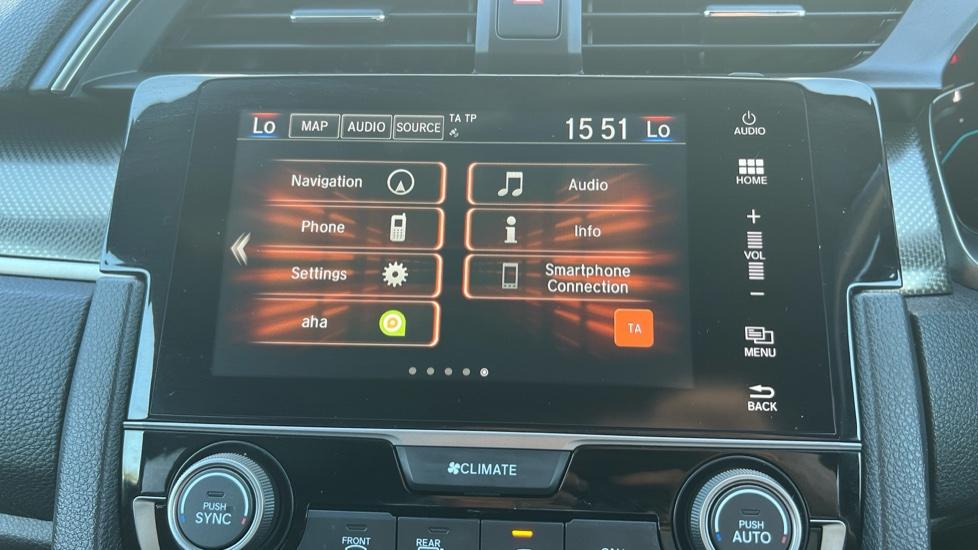 Lo MAP AUDIO SOURCE TA TP 15 51 Lo
Navigation
Audio
Phone
Info
Settings
Smartphone
Connection
aha
TA
AUDIO
HOME
+
VOL
−
MENU
BACK
CLIMATE
PUSH
SYNC
FRONT
REAR
PUSH
AUTO